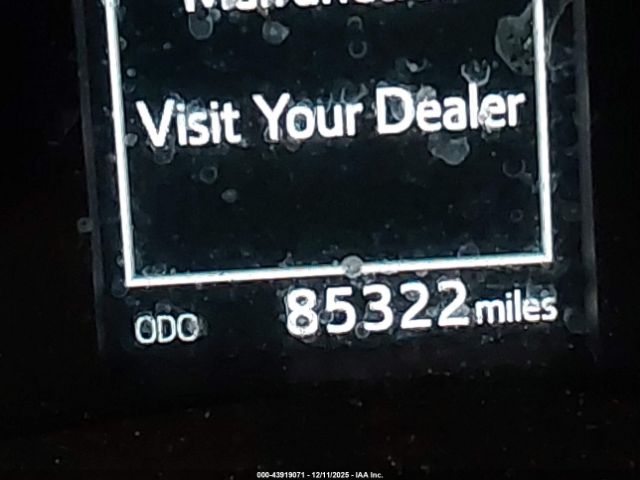 Visit Your Dealer
ODO 85322 miles
000-43919071 - 12/11/2025 - IAA Inc.